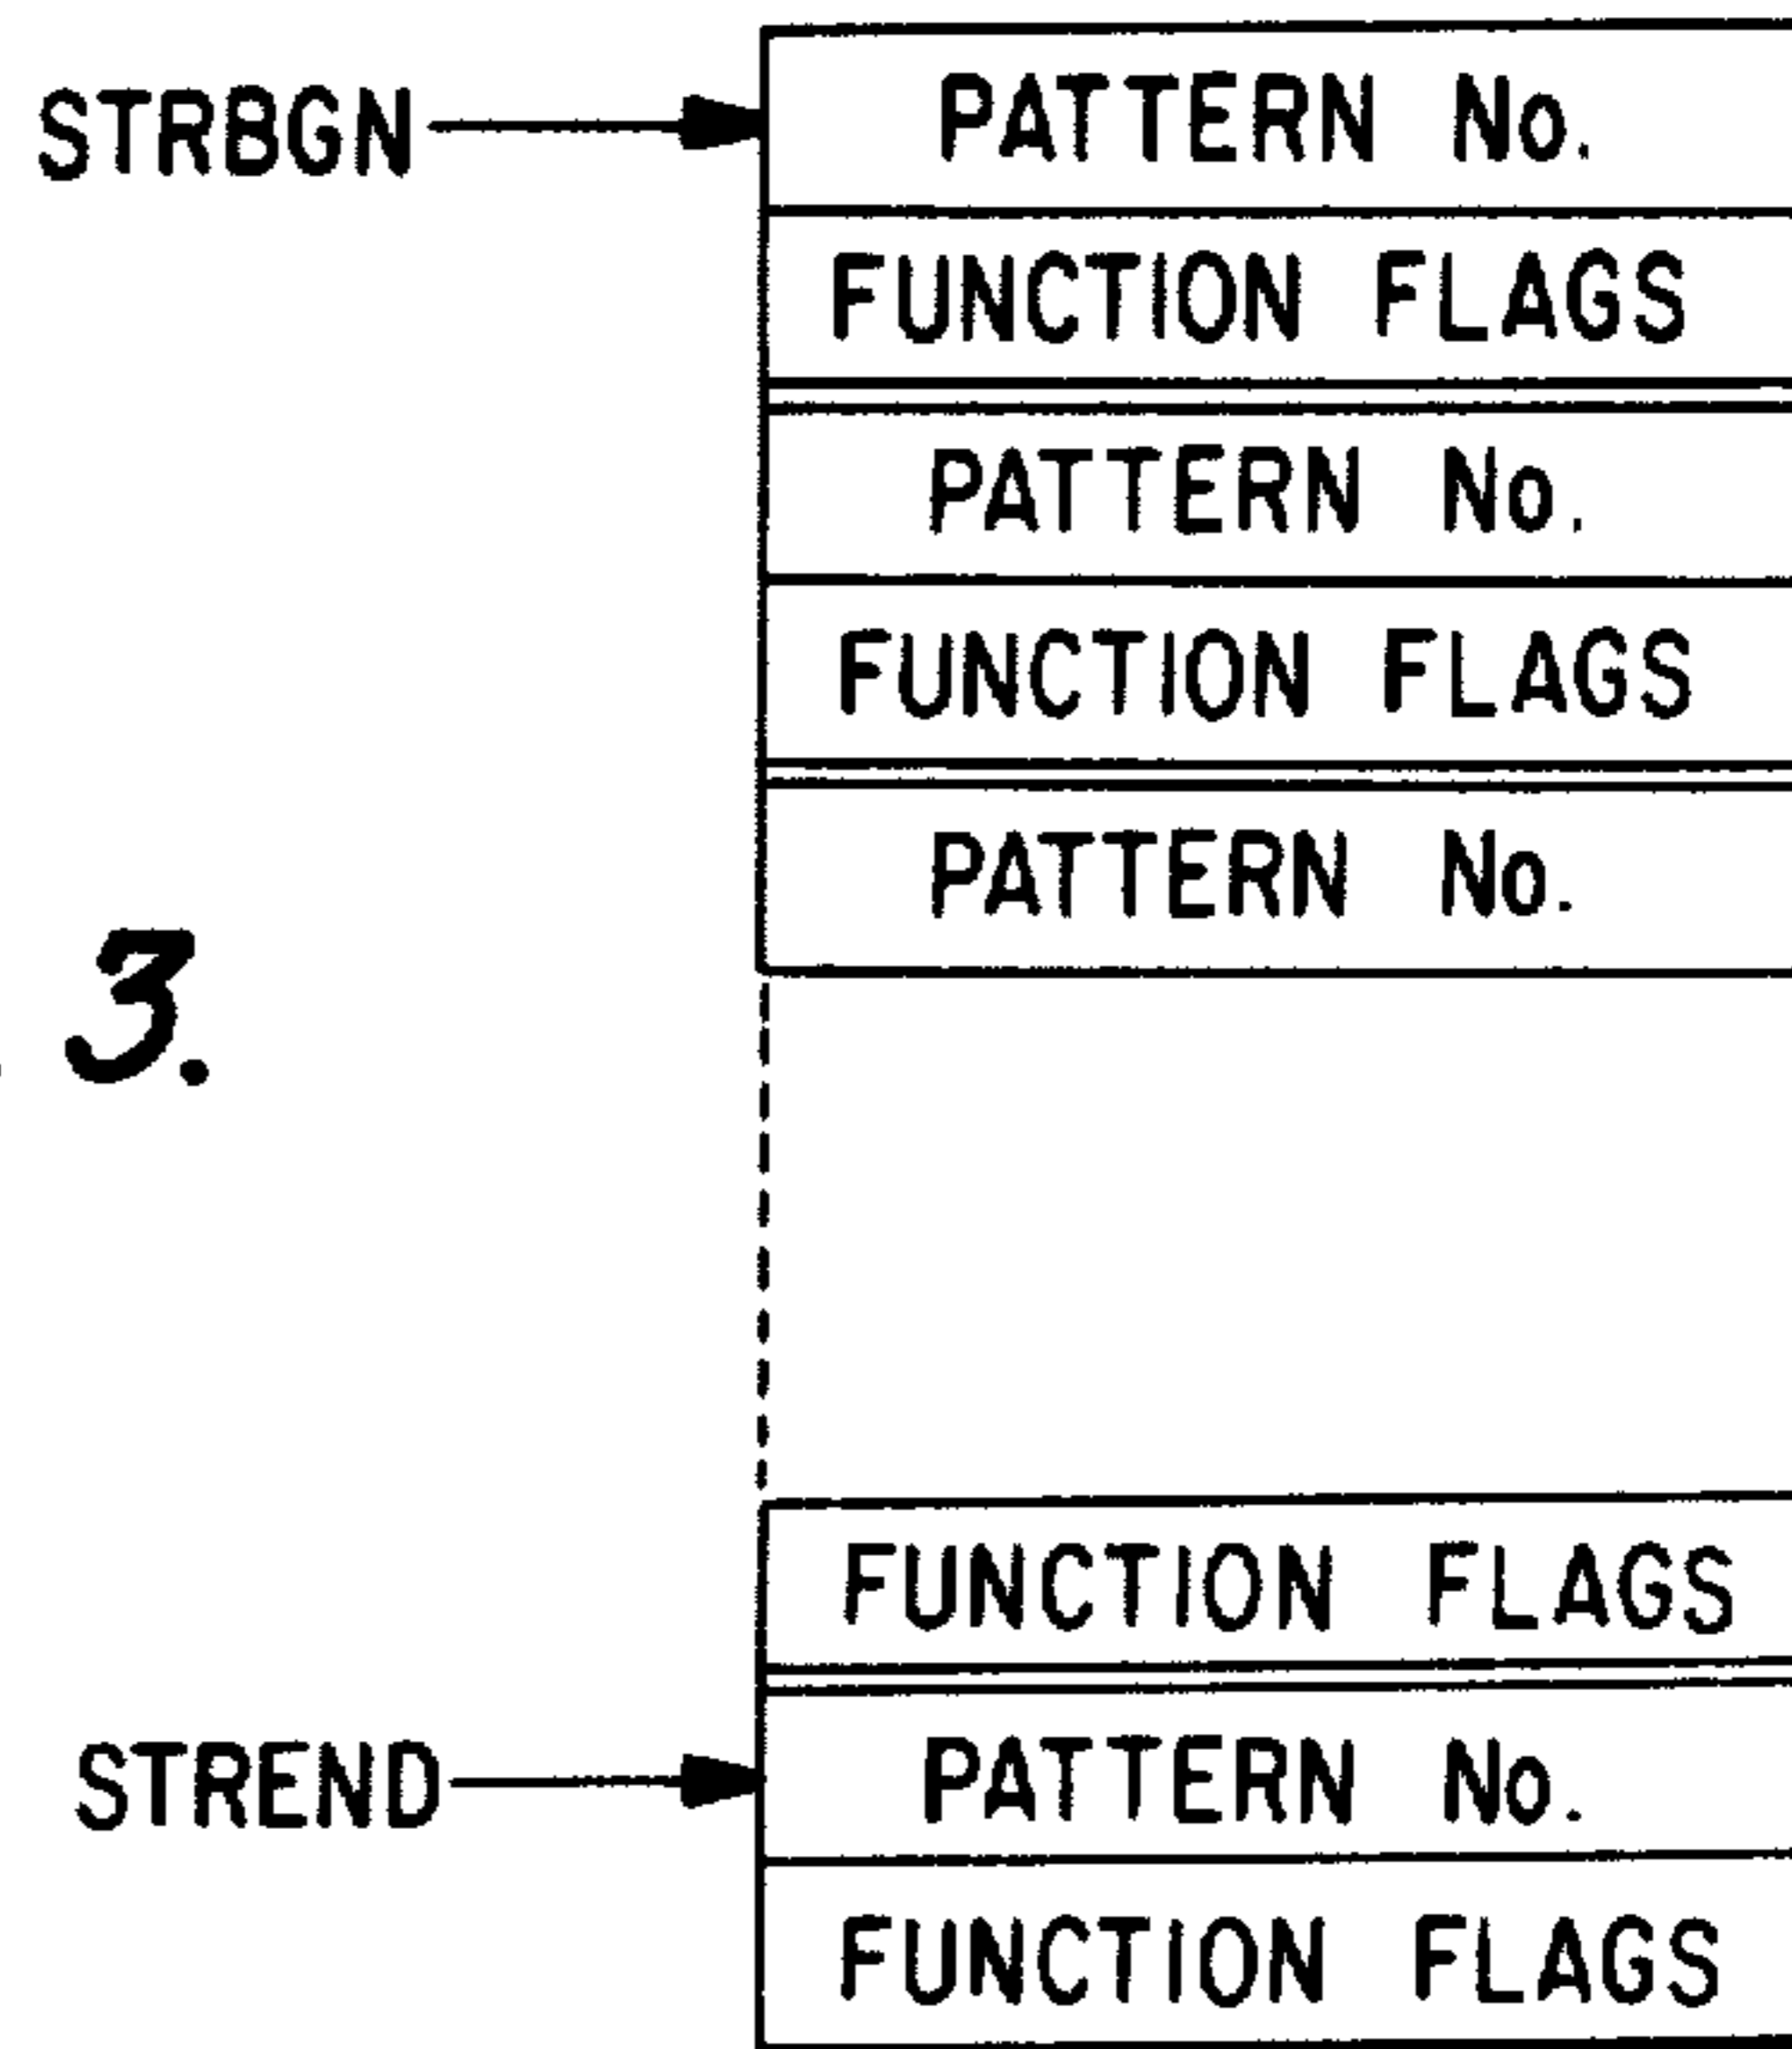 STRBGN
PATTERN No.
FUNCTION FLAGS
PATTERN No.
FUNCTION FLAGS
PATTERN No.
3.
FUNCTION FLAGS
STREND
PATTERN No.
FUNCTION FLAGS